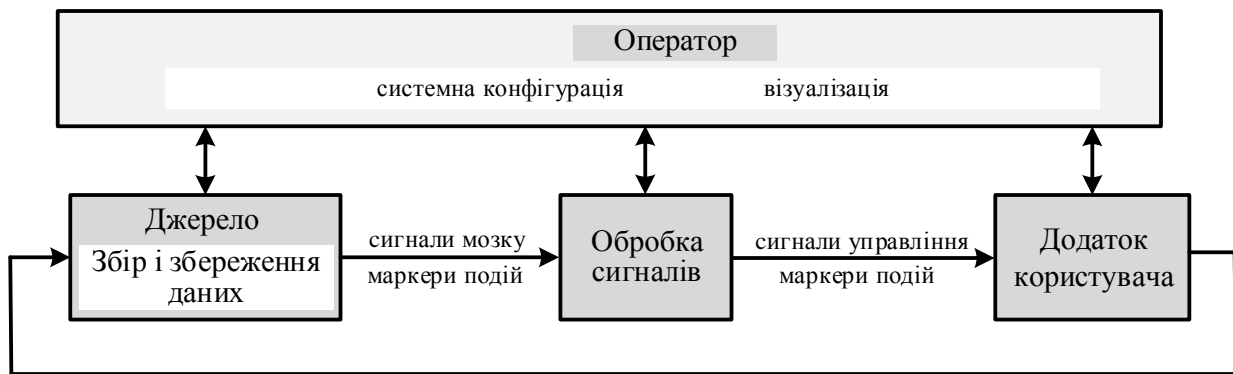 Оператор
системна конфігурація візуалізація
Джерело
Збір і збереження
даних
сигнали мозку
маркери подій
Обробка
сигналів
сигнали управління
маркери подій
Додаток
користувача